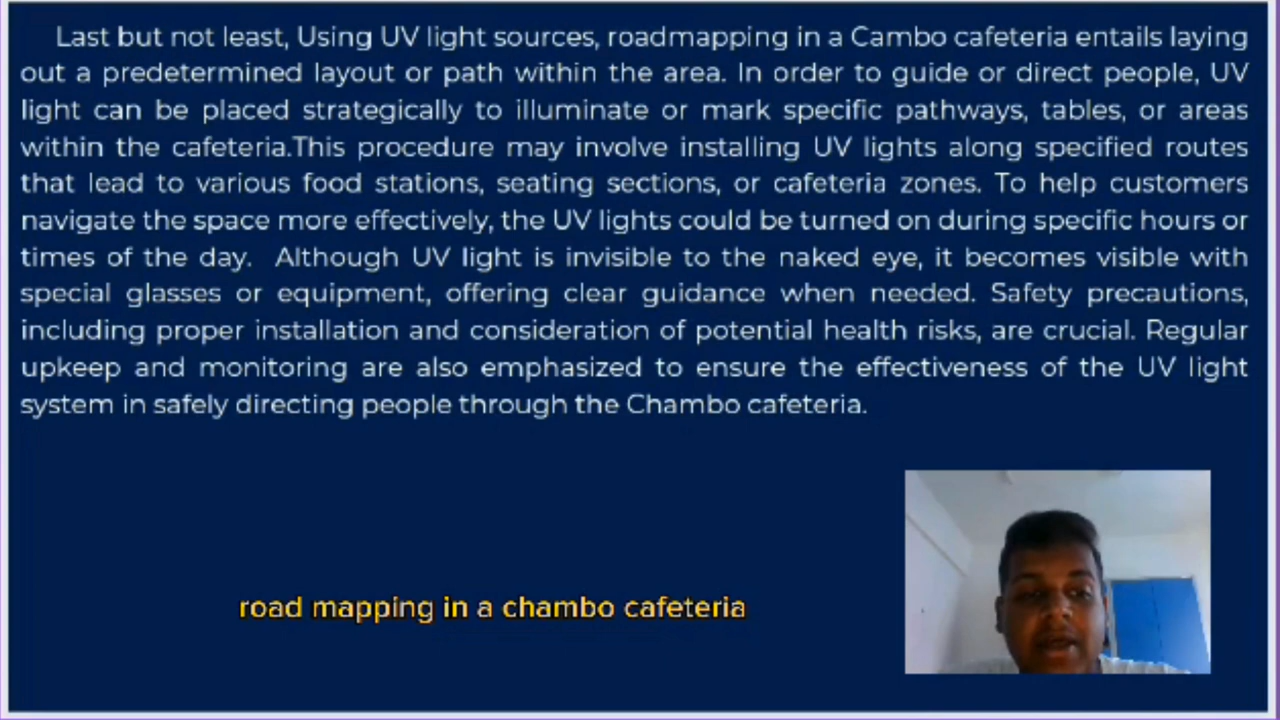 Last but not least, Using UV light sources, roadmapping in a Cambo cafeteria entails laying
out a predetermined layout or path within the area. In order to guide or direct people, UV
light can be placed strategically to illuminate or mark specific pathways, tables, or areas
within the cafeteria.This procedure may involve installing UV lights along specified routes
that lead to various food stations, seating sections, or cafeteria zones. To help customers
navigate the space more effectively, the UV lights could be turned on during specific hours or
times of the day. Although UV light is invisible to the naked eye, it becomes visible with
special glasses or equipment, offering clear guidance when needed. Safety precautions,
including proper installation and consideration of potential health risks, are crucial. Regular
upkeep and monitoring are also emphasized to ensure the effectiveness of the UV light
system in safely directing people through the Chambo cafeteria.
road mapping in a chambo cafeteria